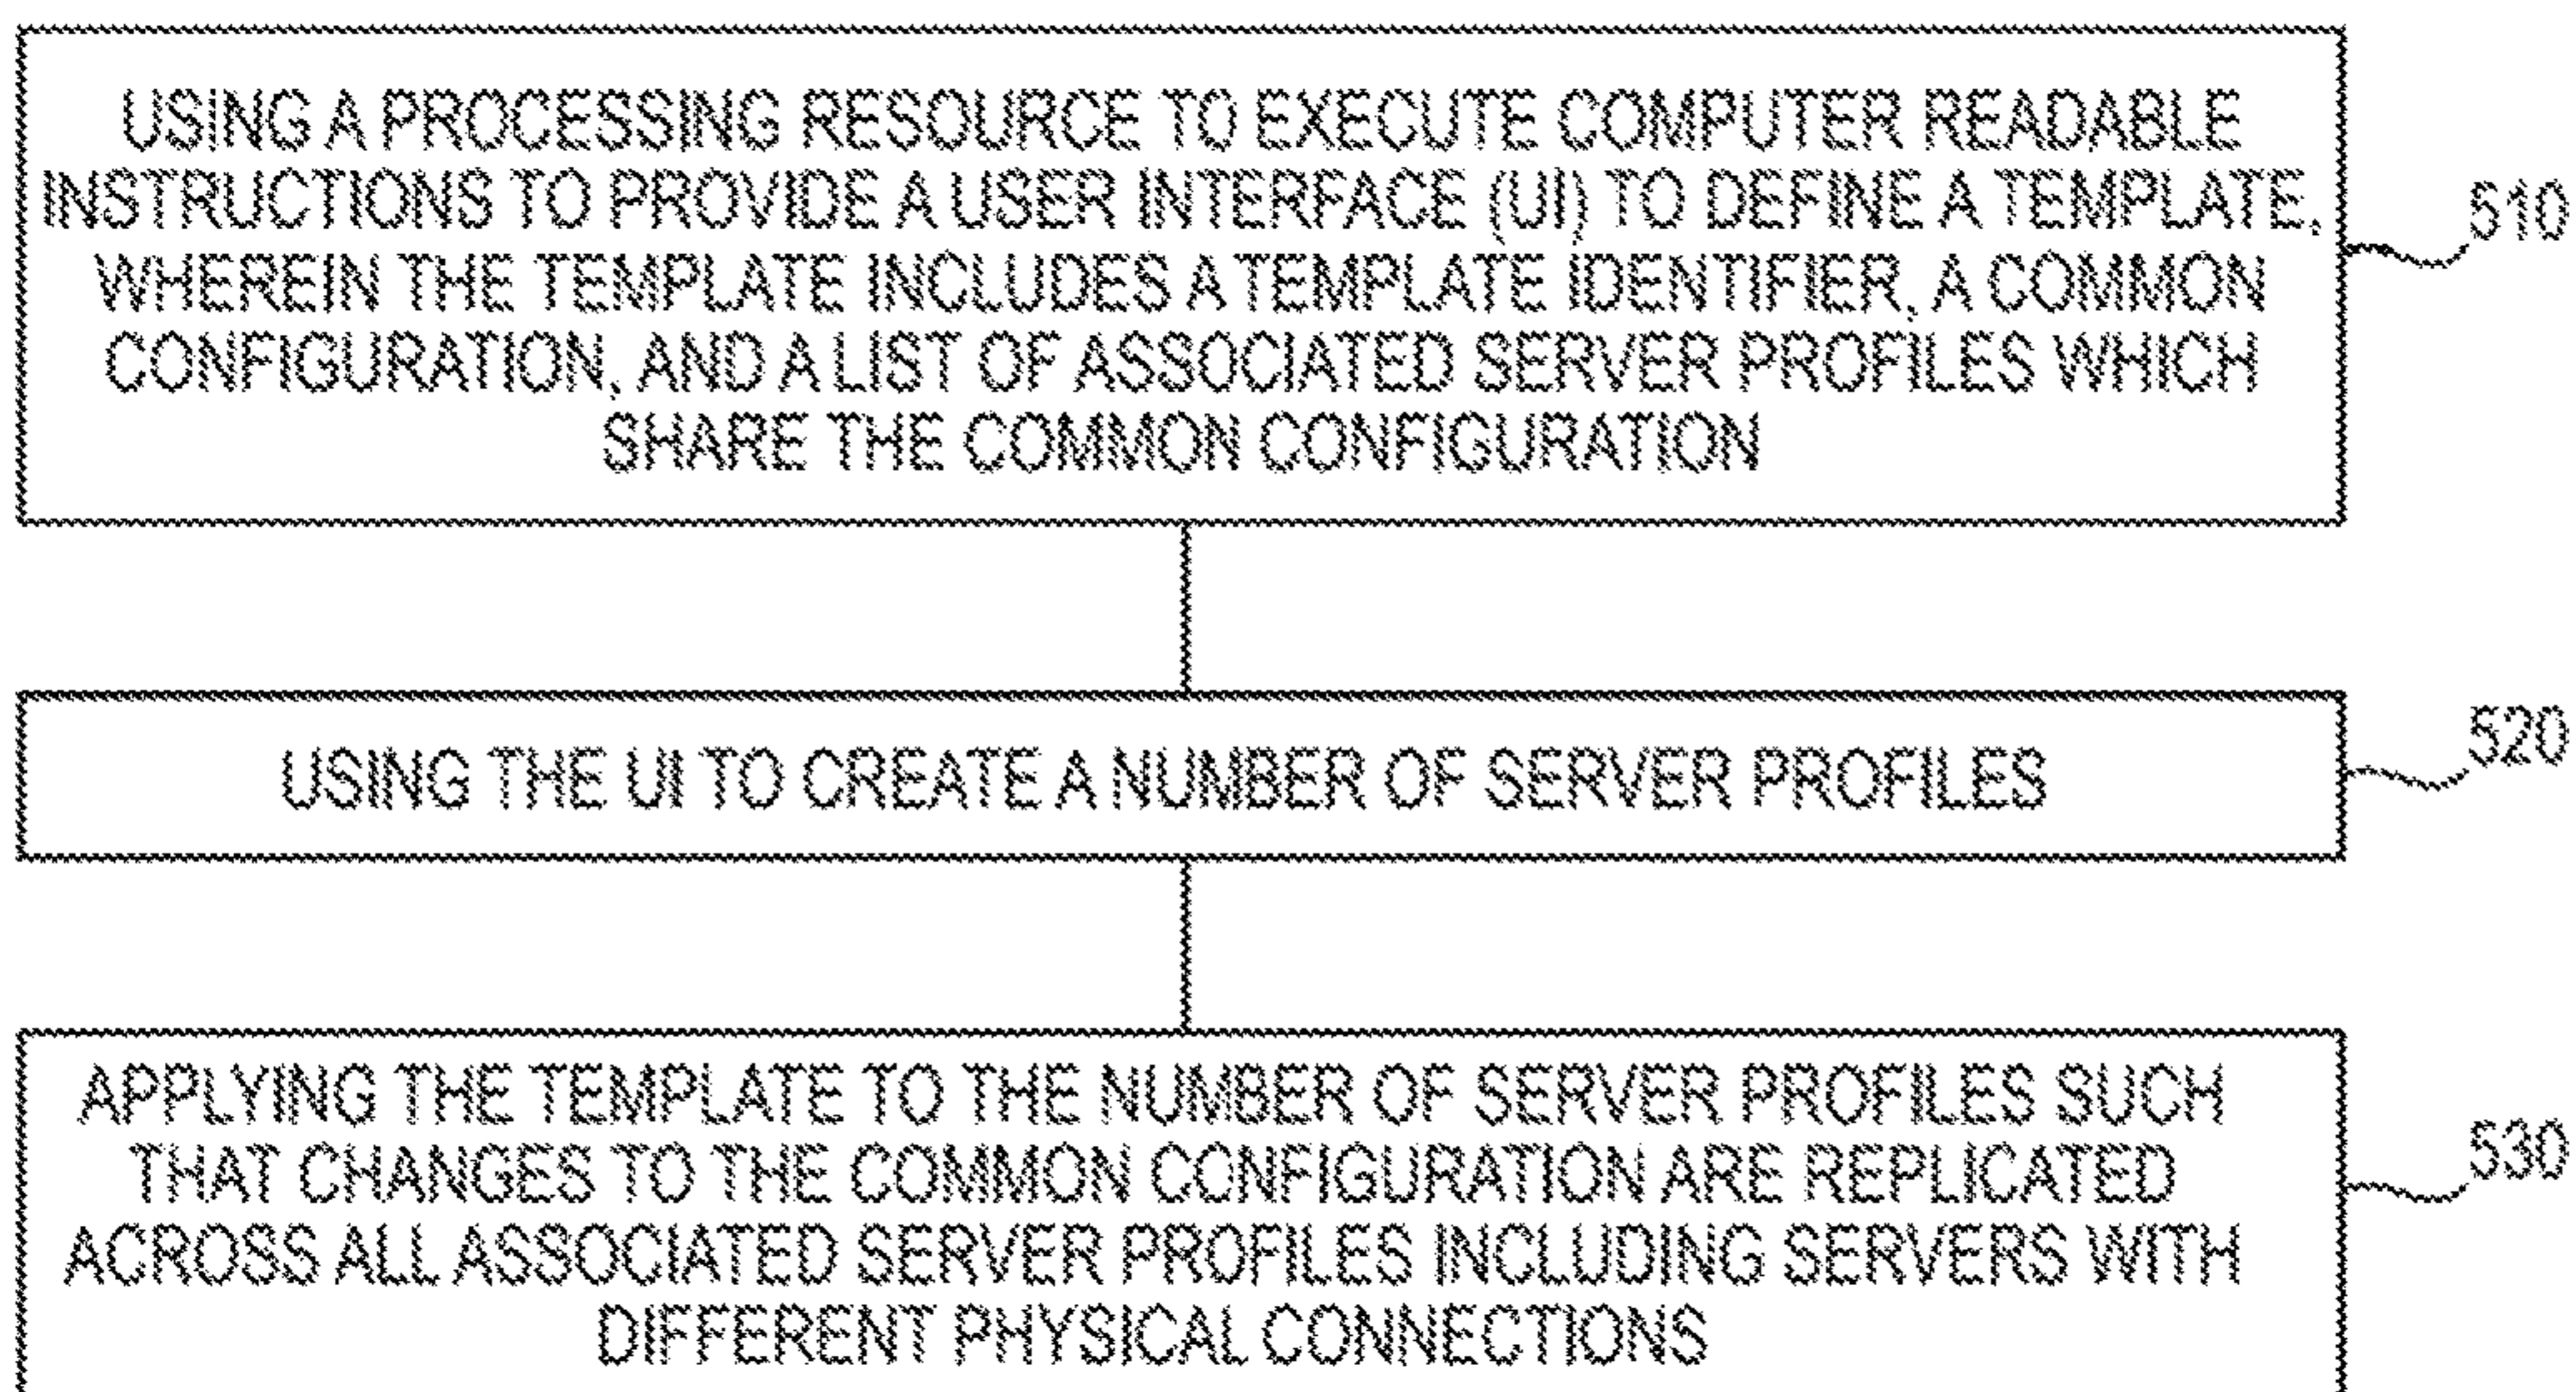 USING A PROCESSING RESOURCE TO EXECUTE COMPUTER READABLE
INSTRUCTIONS TO PROVIDE A USER INTERFACE (UI) TO DEFINE A TEMPLATE,
WHEREIN THE TEMPLATE INCLUDES A TEMPLATE IDENTIFIER, A COMMON
CONFIGURATION, AND A LIST OF ASSOCIATED SERVER PROFILES WHICH
SHARE THE COMMON CONFIGURATION
510
USING THE UI TO CREATE A NUMBER OF SERVER PROFILES
520
APPLYING THE TEMPLATE TO THE NUMBER OF SERVER PROFILES SUCH
THAT CHANGES TO THE COMMON CONFIGURATION ARE REPLICATED
ACROSS ALL ASSOCIATED SERVER PROFILES INCLUDING SERVERS WITH
DIFFERENT PHYSICAL CONNECTIONS
530